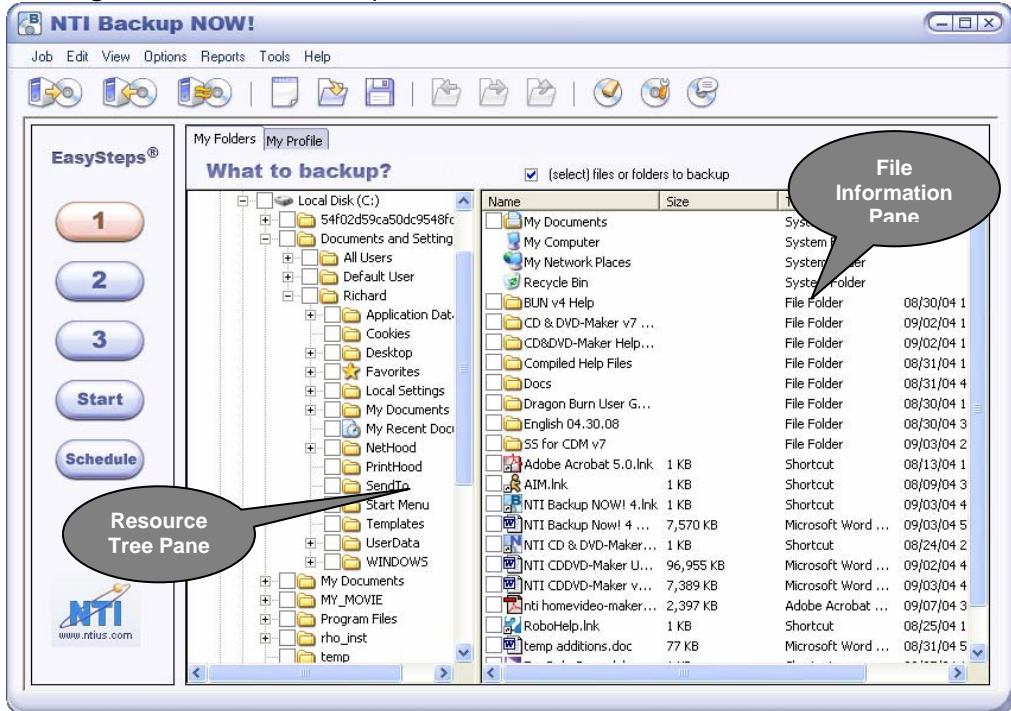 NTI Backup NOW!
Job Edit View Options Reports Tools Help
EasySteps®
1
2
3
Start
Schedule
Resource
Tree Pane
NTI
www.ntius.com
My Folders My Profile
What to backup?
(select) files or folders to backup
File
Information
Pane
Local Disk (C:)
54f02d59ca50dc9548fc
Documents and Setting
All Users
Default User
Richard
Application Dat
Cookies
Desktop
Favorites
Local Settings
My Documents
My Recent Docu
NetHood
PrintHood
SendTo
Start Menu
Templates
UserData
WINDOWS
My Documents
MY_MOVIE
Program Files
rho_inst
temp
Name Size
My Documents
My Computer System
My Network Places System
Recycle Bin Folder
BUN v4 Help File Folder 08/30/04 1
CD & DVD-Maker v7 ... File Folder 09/02/04 1
CD&DVD-Maker Help... File Folder 09/02/04 1
Compiled Help Files File Folder 08/31/04 1
Docs File Folder 08/31/04 4
Dragon Burn User G... File Folder 08/30/04 1
English 04.30.08 File Folder 08/30/04 3
SS for CDM v7 File Folder 09/03/04 2
Adobe Acrobat 5.0.lnk 1 KB Shortcut 08/13/04 1
AIM.lnk 1 KB Shortcut 08/09/04 3
NTI Backup NOW! 4.lnk 1 KB Shortcut 09/03/04 4
NTI Backup Now! 4 ... 7,570 KB Microsoft Word ... 09/03/04 5
NTI CD & DVD-Maker... 1 KB Shortcut 08/24/04 2
NTI CDDVD-Maker U... 96,955 KB Microsoft Word ... 09/02/04 4
NTI CDDVD-Maker v... 7,389 KB Microsoft Word ... 09/03/04 4
nti homevideo-maker... 2,397 KB Adobe Acrobat ... 09/07/04 3
RoboHelp.lnk 1 KB Shortcut 08/25/04 1
temp additions.doc 77 KB Microsoft Word ... 08/31/04 5